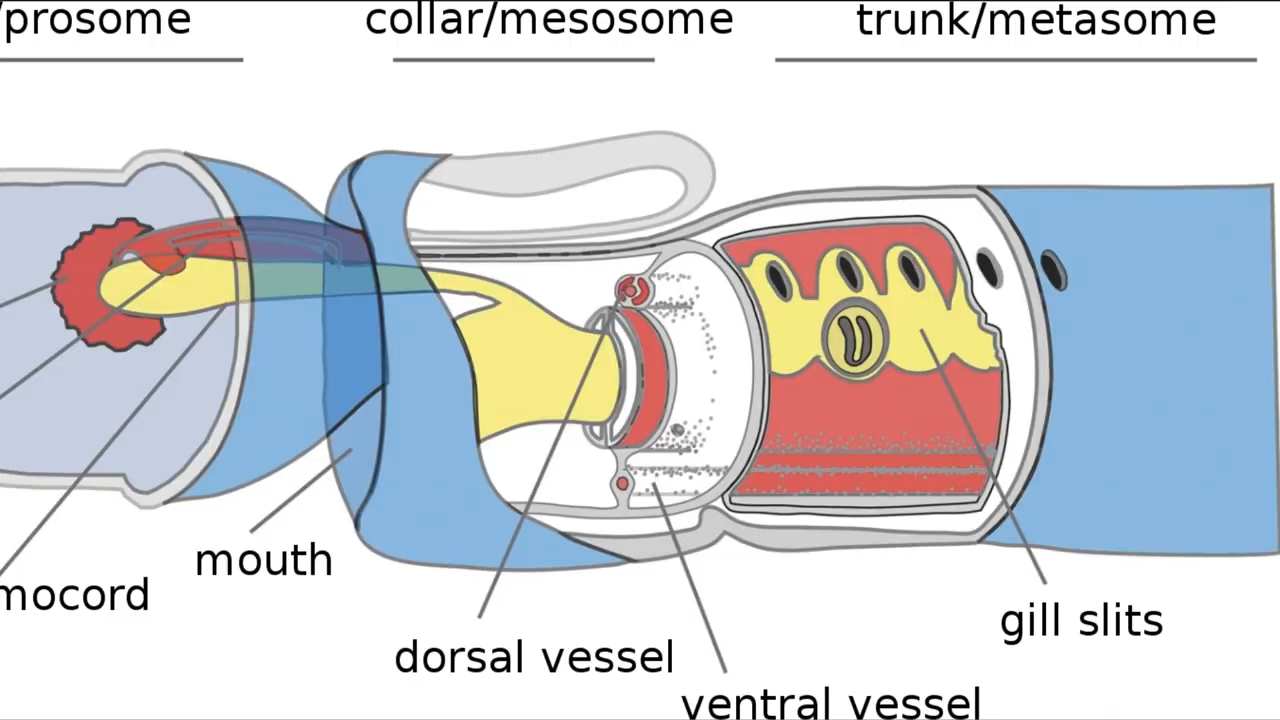 /prosome
collar/mesosome
trunk/metasome
mouth
mocord
gill slits
dorsal vessel
ventral vessel